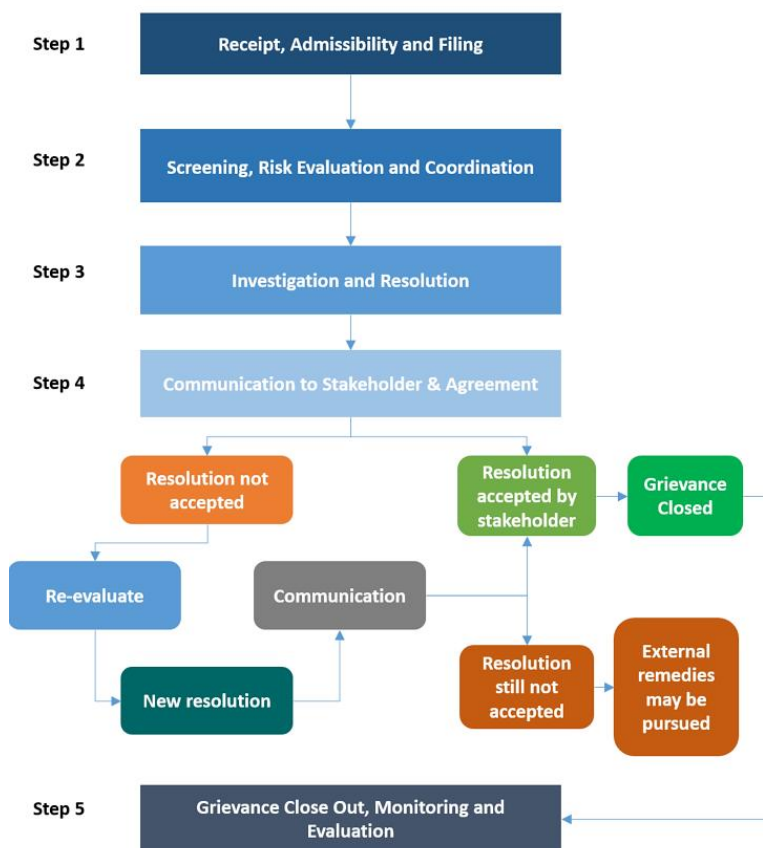 Step 1
Receipt, Admissibility and Filing
Step 2
Screening, Risk Evaluation and Coordination
Step 3
Investigation and Resolution
Step 4
Communication to Stakeholder & Agreement
Resolution not
accepted
Resolution
accepted by
stakeholder
Grievance
Closed
Re-evaluate
Communication
New resolution
Resolution
still not
accepted
External
remedies
may be
pursued
Step 5
Grievance Close Out, Monitoring and
Evaluation